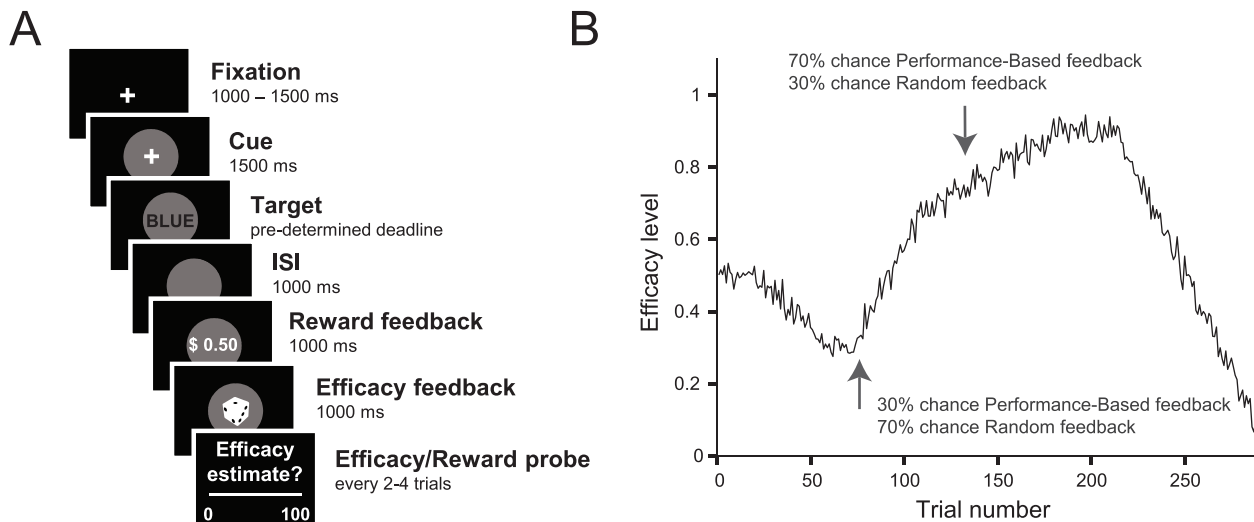 A
Fixation
1000 – 1500 ms
Cue
1500 ms
BLUE
Target
pre-determined deadline
ISI
1000 ms
$ 0.50
Reward feedback
1000 ms
Efficacy feedback
1000 ms
Efficacy
estimate?
0 100
Efficacy/Reward probe
every 2-4 trials
B
70% chance Performance-Based feedback
30% chance Random feedback
1
0.8
0.6
0.4
0.2
0
Efficacy level
30% chance Performance-Based feedback
70% chance Random feedback
0 50 100 150 200 250
Trial number